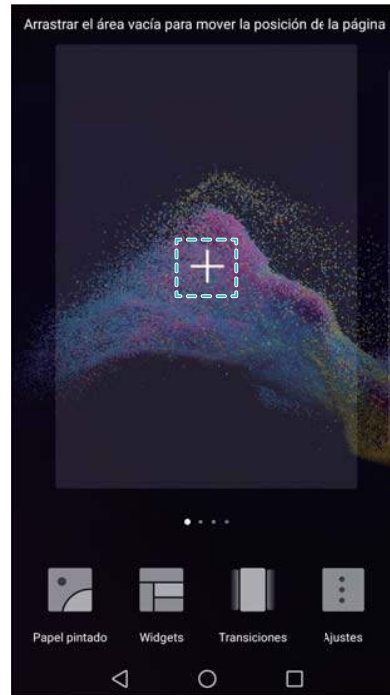 Arrastrar el área vacía para mover la posición de la página
Papel pintado Widgets Transiciones Ajustes